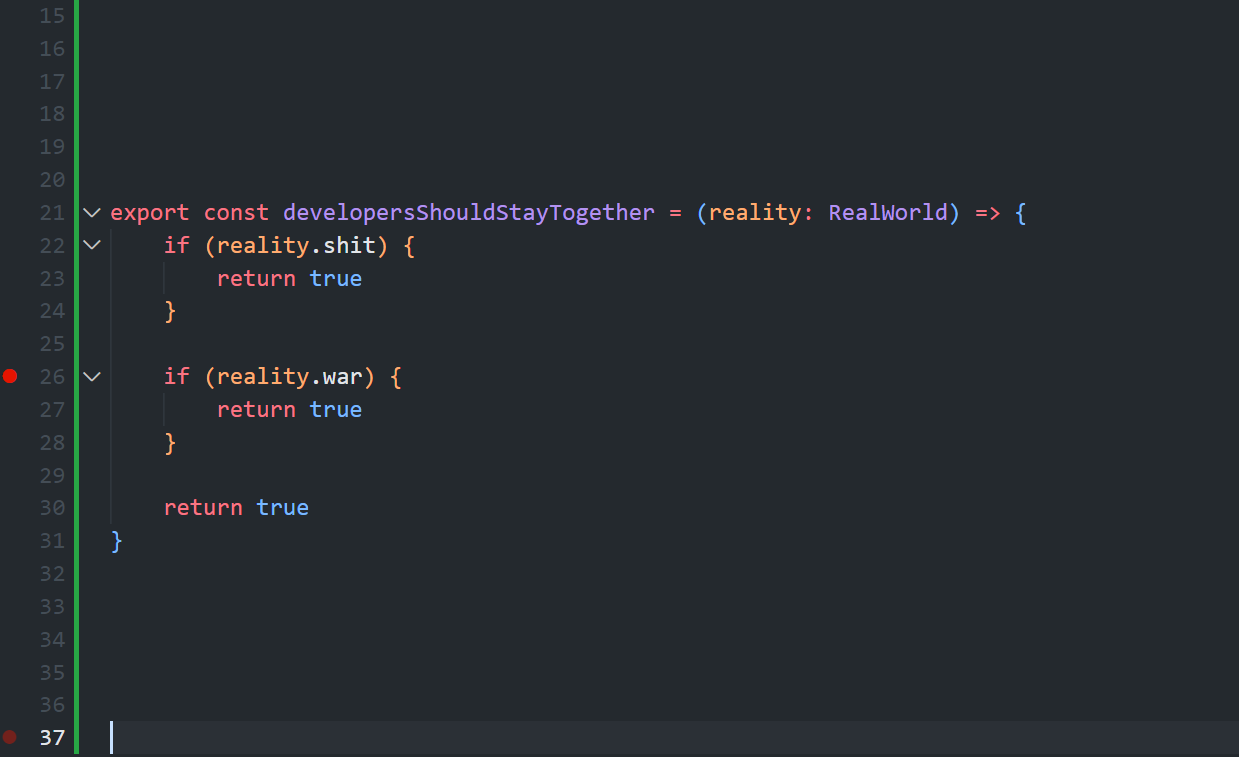 15
16
17
18
19
20
21 export const developersShouldStayTogether = (reality: RealWorld) => {
22     if (reality.shit) {
23         return true
24     }
25
26     if (reality.war) {
27         return true
28     }
29
30     return true
31 }
32
33
34
35
36
37